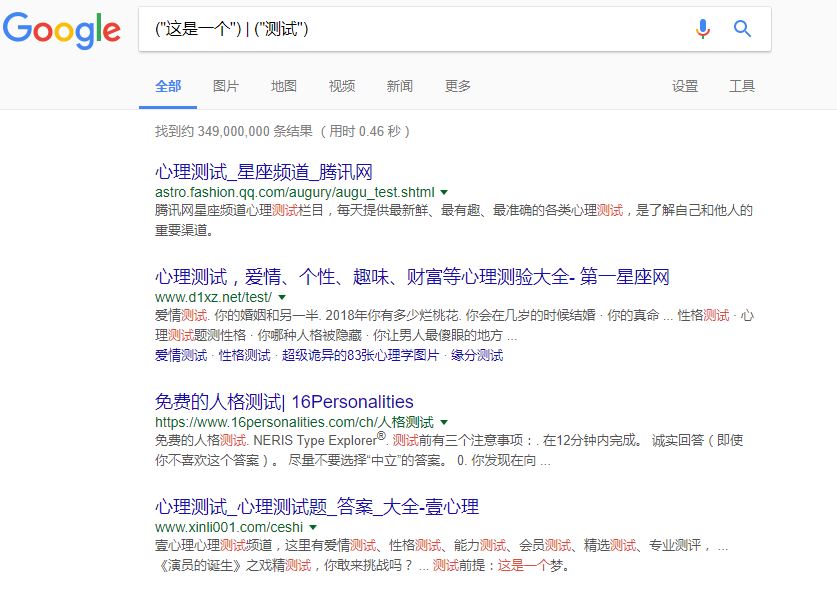 Google
("这是一个") | ("测试")
全部 图片 地图 视频 新闻 更多 设置 工具
找到约 349,000,000 条结果 （用时 0.46 秒）
心理测试_星座频道_腾讯网
astro.fashion.qq.com/augury/augu_test.shtml
腾讯网星座频道心理测试栏目，每天提供最新鲜、最有趣、最准确的各类心理测试，是了解自己和他人的
重要渠道。
心理测试，爱情、个性、趣味、财富等心理测验大全- 第一星座网
www.d1xz.net/test/
爱情测试. 你的婚姻和另一半. 2018年你有多少烂桃花. 你会在几岁的时候结婚 · 你的真命 ... 性格测试 · 心
理测试题测性格 · 你哪种人格被隐藏 · 你让男人最傻眼的地方 ...
爱情测试 · 性格测试 · 超级诡异的83张心理学图片 · 缘分测试
免费的人格测试| 16Personalities
https://www.16personalities.com/ch/人格测试
免费的人格测试. NERIS Type Explorer®. 测试前有三个注意事项：. 在12分钟内完成。 诚实回答（即使
你不喜欢这个答案）。 尽量不要选择“中立”的答案。 0. 你发现在向 ...
心理测试_心理测试题_答案_大全-壹心理
www.xinli001.com/ceshi
壹心理心理测试频道，这里有爱情测试、性格测试、能力测试、会员测试、精选测试、专业测评， ...
《演员的诞生》之戏精测试，你敢来挑战吗？ ... 测试前提：这是一个梦。